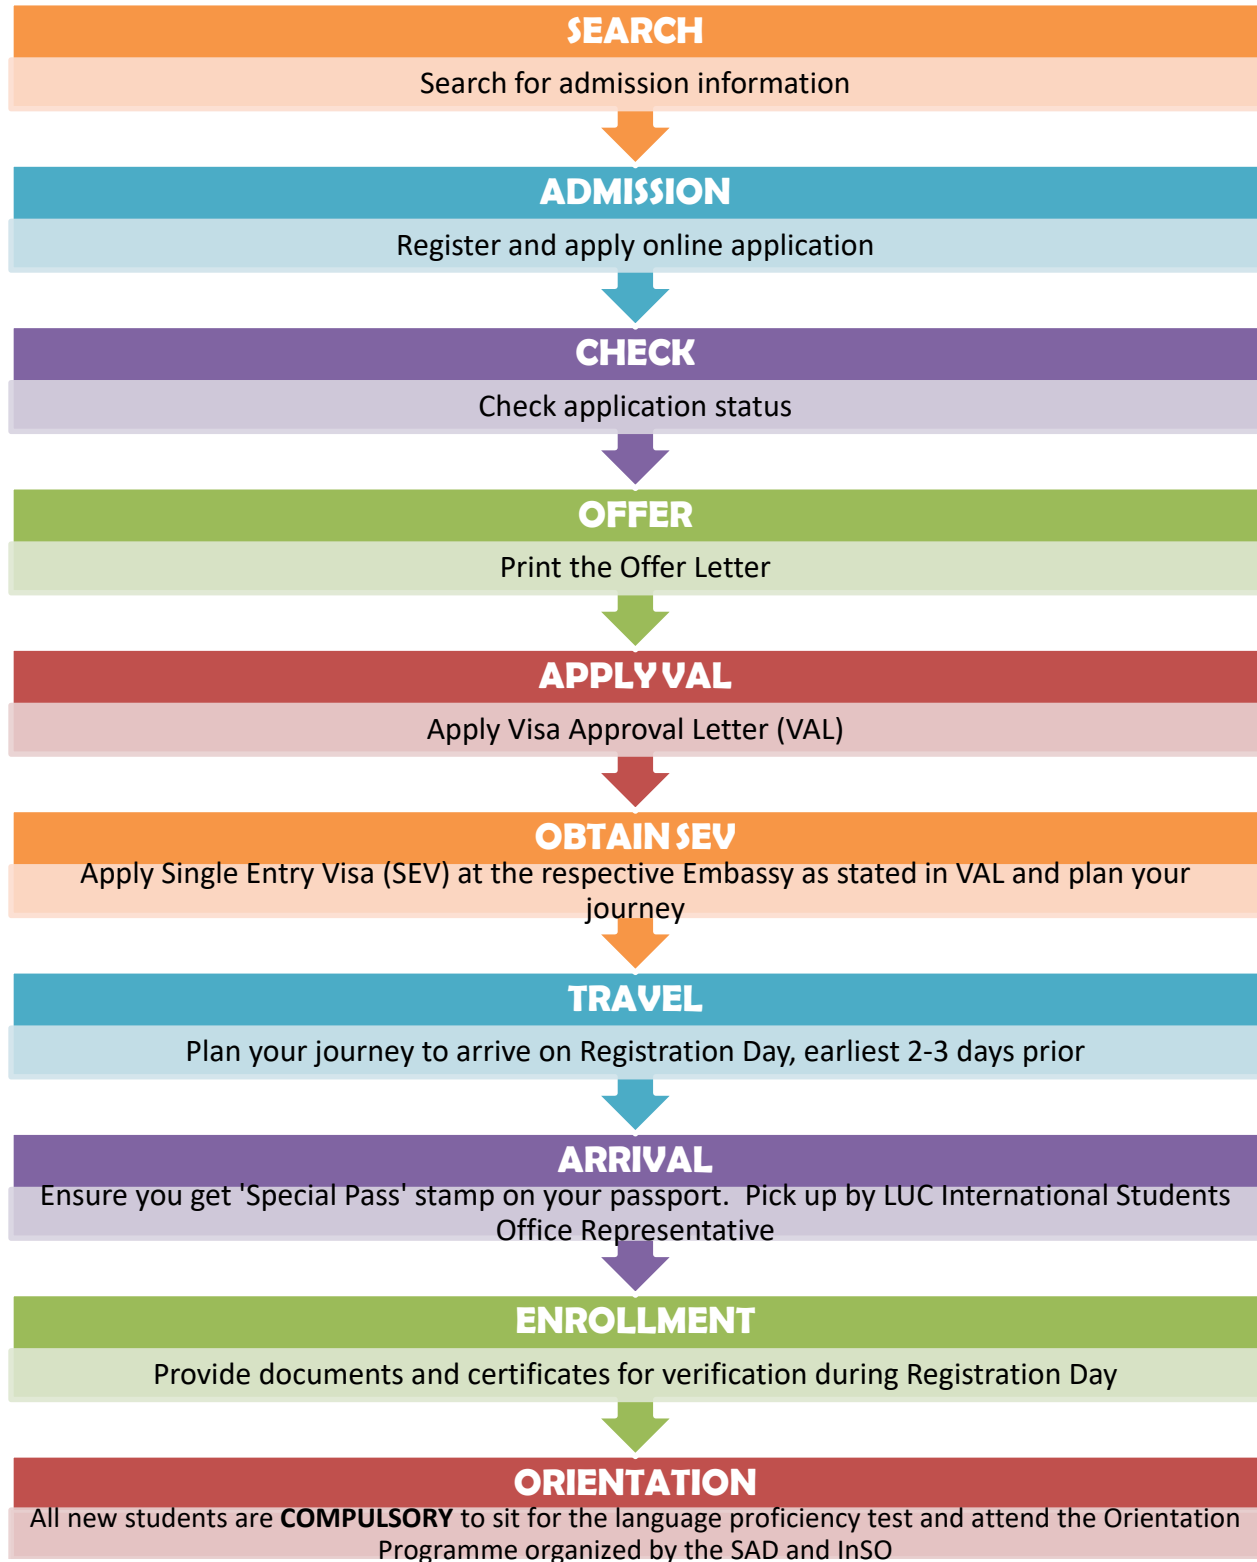 SEARCH
Search for admission information
ADMISSION
Register and apply online application
CHECK
Check application status
OFFER
Print the Offer Letter
APPLY VAL
Apply Visa Approval Letter (VAL)
OBTAIN SEV
Apply Single Entry Visa (SEV) at the respective Embassy as stated in VAL and plan your
journey
TRAVEL
Plan your journey to arrive on Registration Day, earliest 2-3 days prior
ARRIVAL
Ensure you get 'Special Pass' stamp on your passport.  Pick up by LUC International Students
Office Representative
ENROLLMENT
Provide documents and certificates for verification during Registration Day
ORIENTATION
All new students are COMPULSORY to sit for the language proficiency test and attend the Orientation
Programme organized by the SAD and InSO